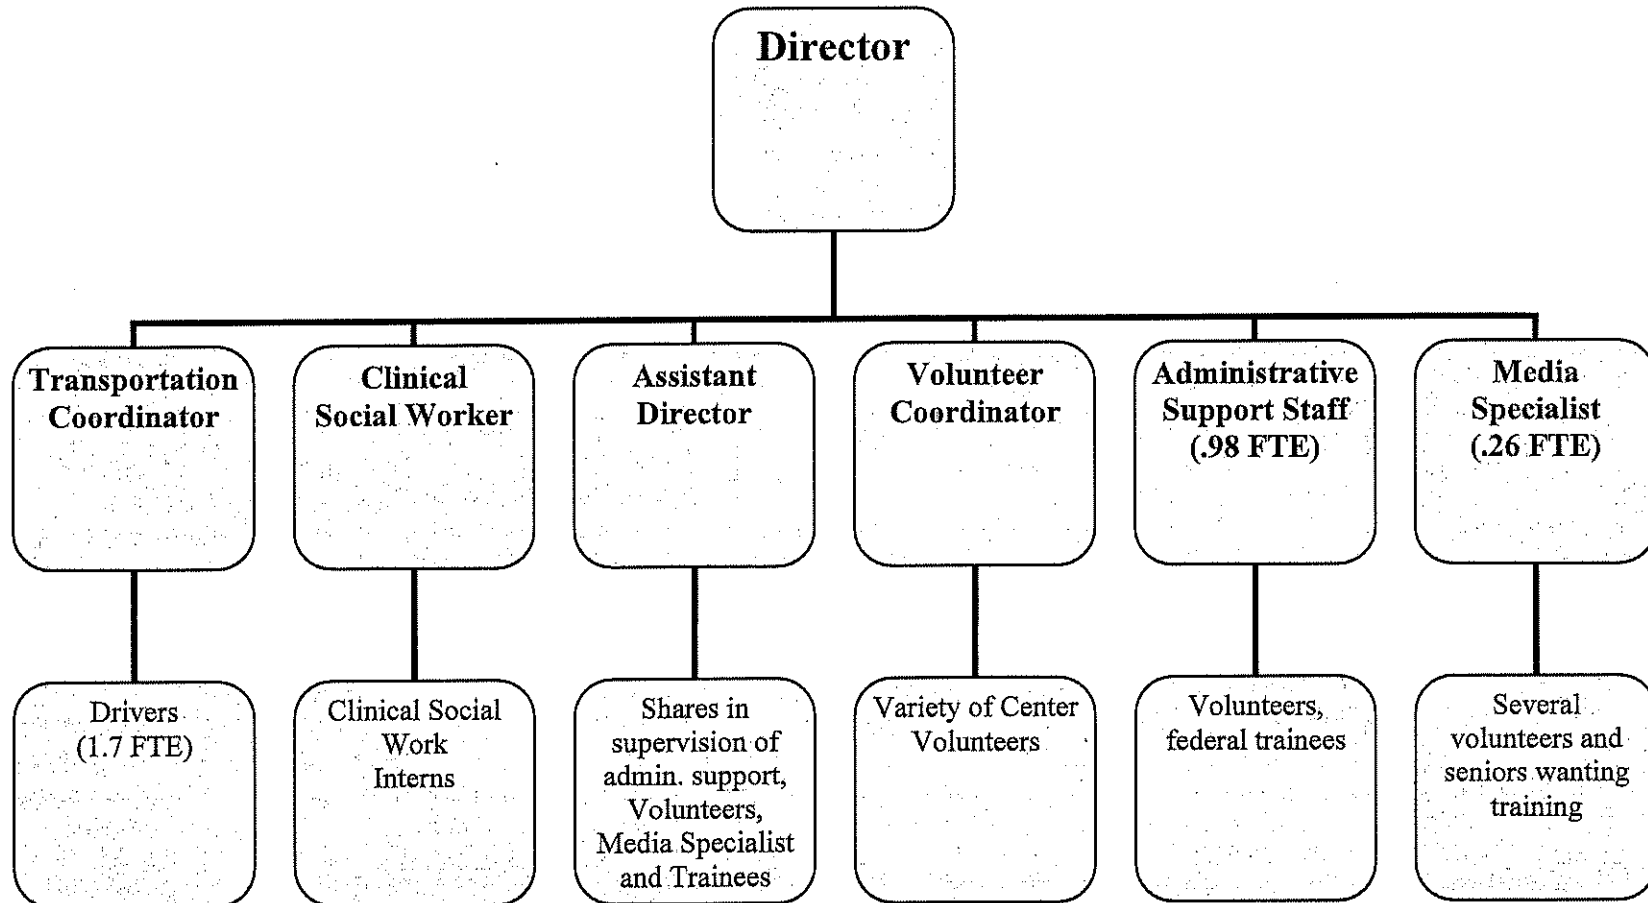 Director
Transportation
Coordinator
Clinical
Social Worker
Assistant
Director
Volunteer
Coordinator
Administrative
Support Staff
(.98 FTE)
Media
Specialist
(.26 FTE)
Drivers
(1.7 FTE)
Clinical Social
Work
Interns
Shares in
supervision of
admin. support,
Volunteers,
Media Specialist
and Trainees
Variety of Center
Volunteers
Volunteers,
federal trainees
Several
volunteers and
seniors wanting
training